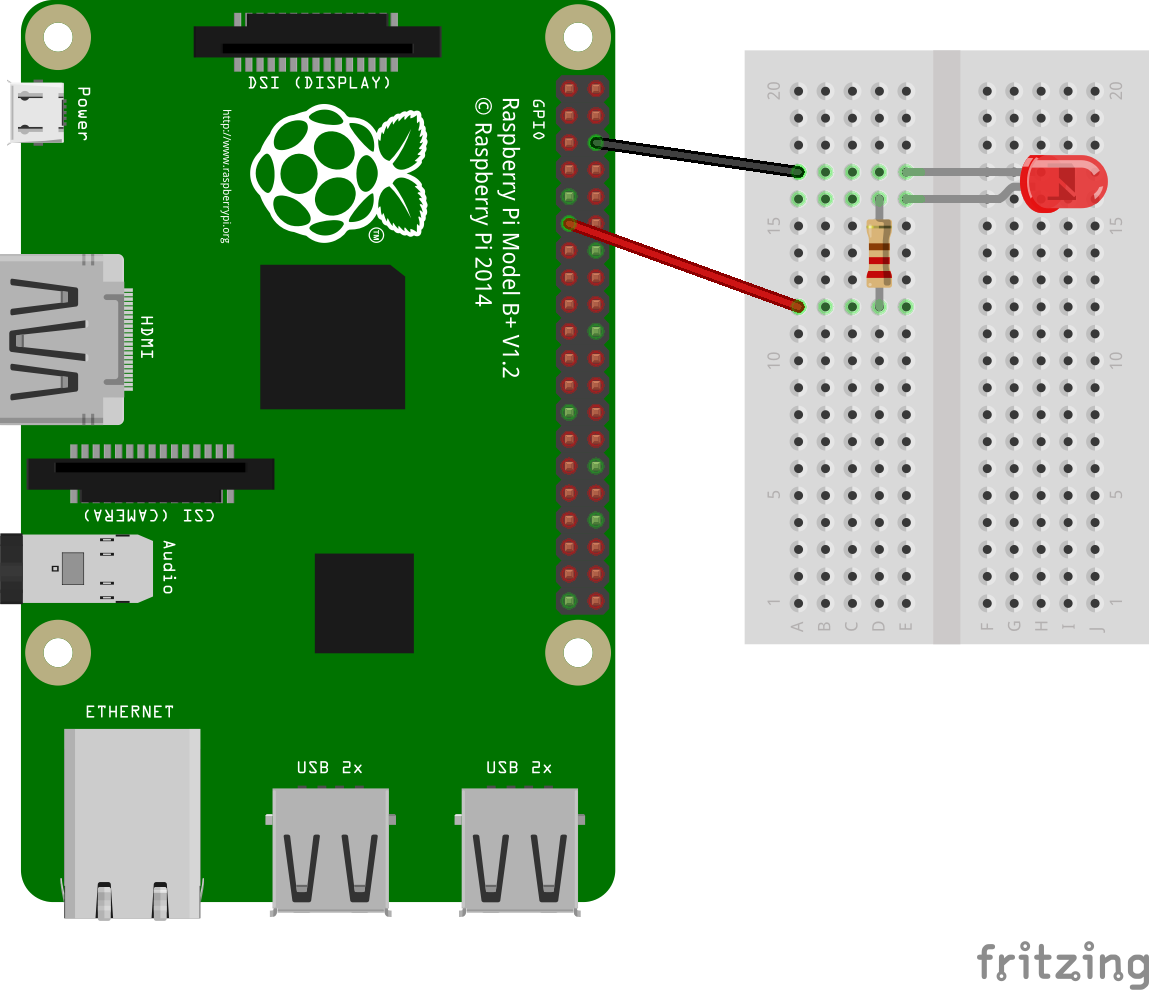 DSI (DISPLAY)
Power
http://www.raspberrypi.org
TM
GPIO
Raspberry Pi Model B+ V1.2
© Raspberry Pi 2014
HDMI
CSI (CAMERA)
Audio
ETHERNET
USB 2x
USB 2x
20 20
15 15
10 10
5 5
1 1
A B C D E F G H I J
fritzing